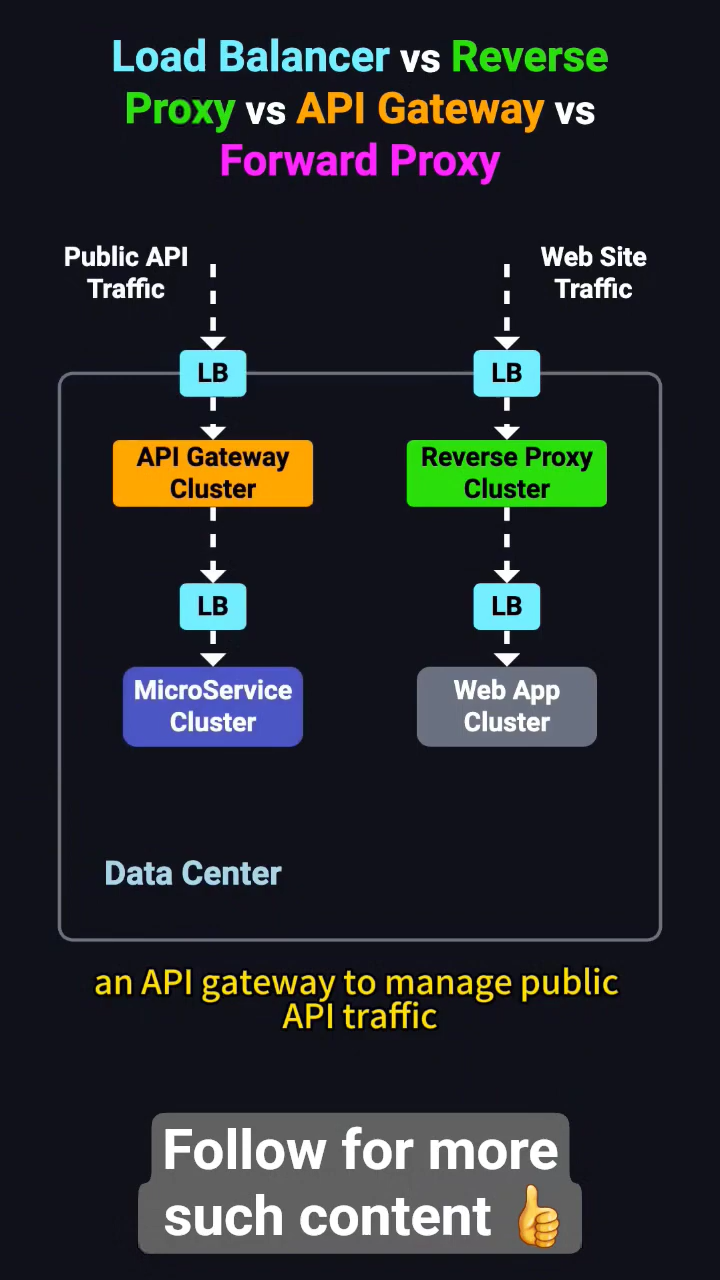 Load Balancer vs Reverse
Proxy vs API Gateway vs
Forward Proxy
Public API
Traffic
Web Site
Traffic
LB
LB
API Gateway
Cluster
Reverse Proxy
Cluster
LB
LB
MicroService
Cluster
Web App
Cluster
Data Center
an API gateway to manage public
API traffic
Follow for more
such content 👍